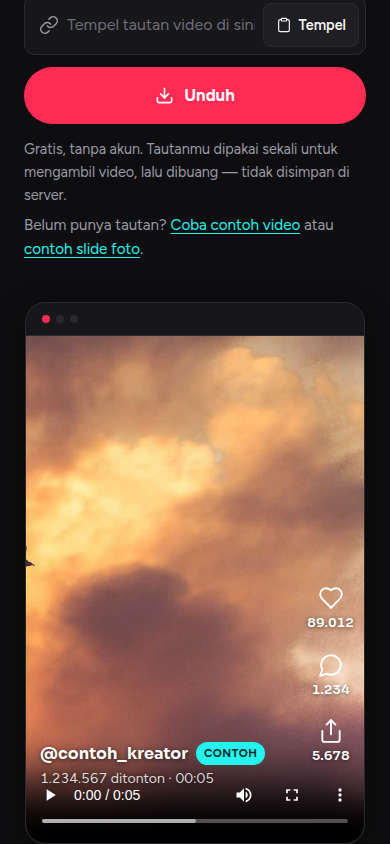 Tempel tautan video di sini
Tempel
Unduh
Gratis, tanpa akun. Tautanmu dipakai sekali untuk
mengambil video, lalu dibuang — tidak disimpan di
server.
Belum punya tautan? Coba contoh video atau
contoh slide foto.
89.012
1.234
5.678
@contoh_kreator CONTOH
1.234.567 ditonton · 00:05
0:00 / 0:05